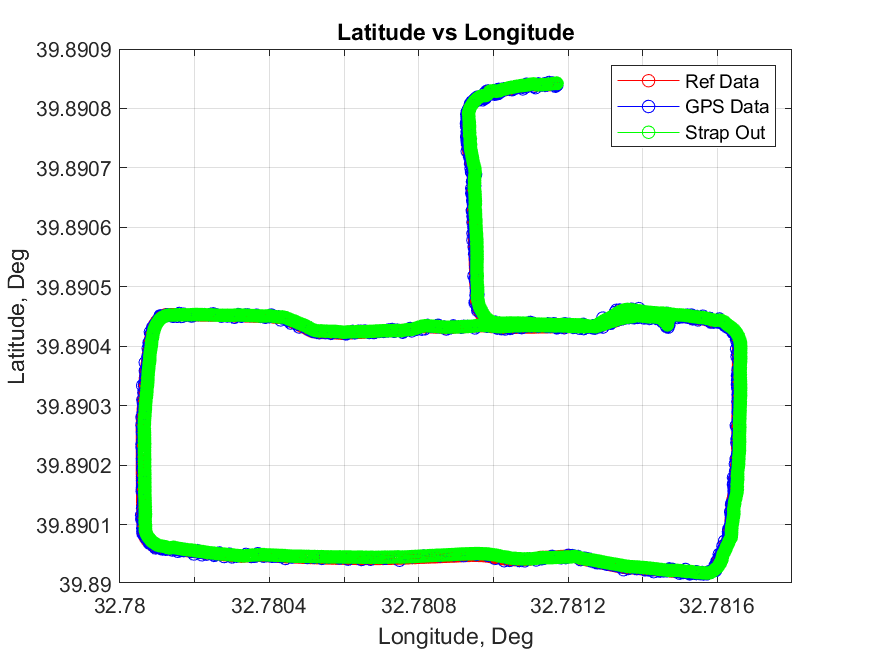 Latitude vs Longitude
39.8909
39.8908
39.8907
39.8906
39.8905
39.8904
39.8903
39.8902
39.8901
39.89
Latitude, Deg
Ref Data
GPS Data
Strap Out
32.78 32.7804 32.7808 32.7812 32.7816
Longitude, Deg